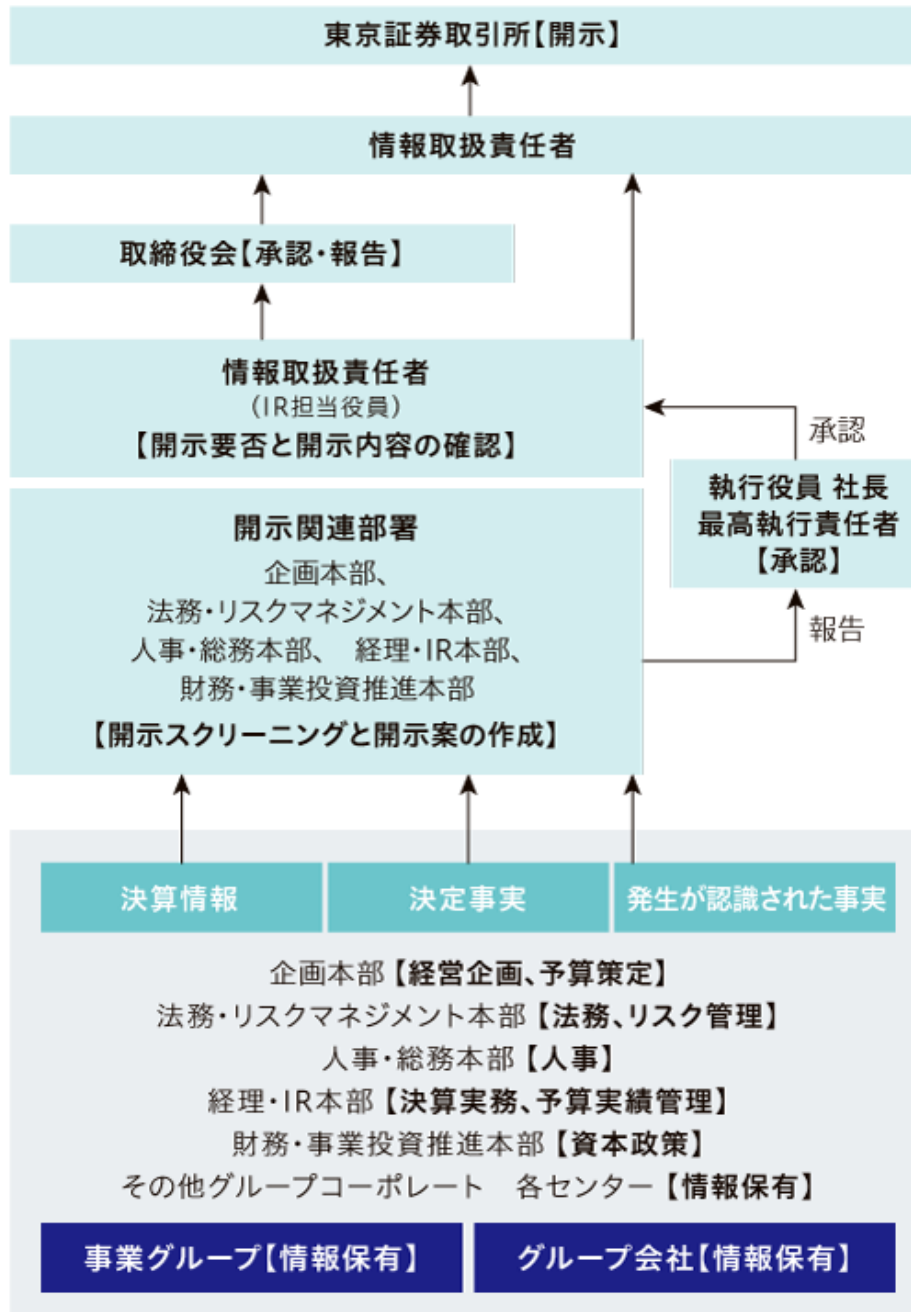 東京証券取引所【開示】
情報取扱責任者
取締役会【承認・報告】
情報取扱責任者
（IR担当役員）
【開示要否と開示内容の確認】
承認
執行役員 社長
最高執行責任者
【承認】
報告
開示関連部署
企画本部、
法務・リスクマネジメント本部、
人事・総務本部、 経理・IR本部、
財務・事業投資推進本部
【開示スクリーニングと開示案の作成】
決算情報
決定事実
発生が認識された事実
企画本部【経営企画、予算策定】
法務・リスクマネジメント本部【法務、リスク管理】
人事・総務本部【人事】
経理・IR本部【決算実務、予算実績管理】
財務・事業投資推進本部【資本政策】
その他グループコーポレート 各センター【情報保有】
事業グループ【情報保有】
グループ会社【情報保有】